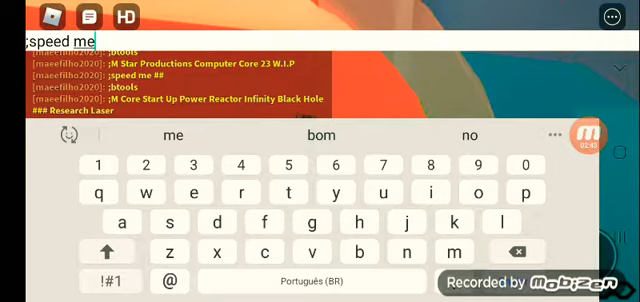 HD
;speed me
[maeefilho2020]: ;btools
[maeefilho2020]: ;M Star Productions Computer Core 23 W.I.P
[maeefilho2020]: ;speed me ##
[maeefilho2020]: ;btools
[maeefilho2020]: ;M Core Start Up Power Reactor Infinity Black Hole
### Research Laser
me bom no
02:43
1 2 3 4 5 6 7 8 9 0
q w e r t y u i o p
a s d f g h j k l
z x c v b n m
!#1 @ Português (BR)
Recorded by Mobizen